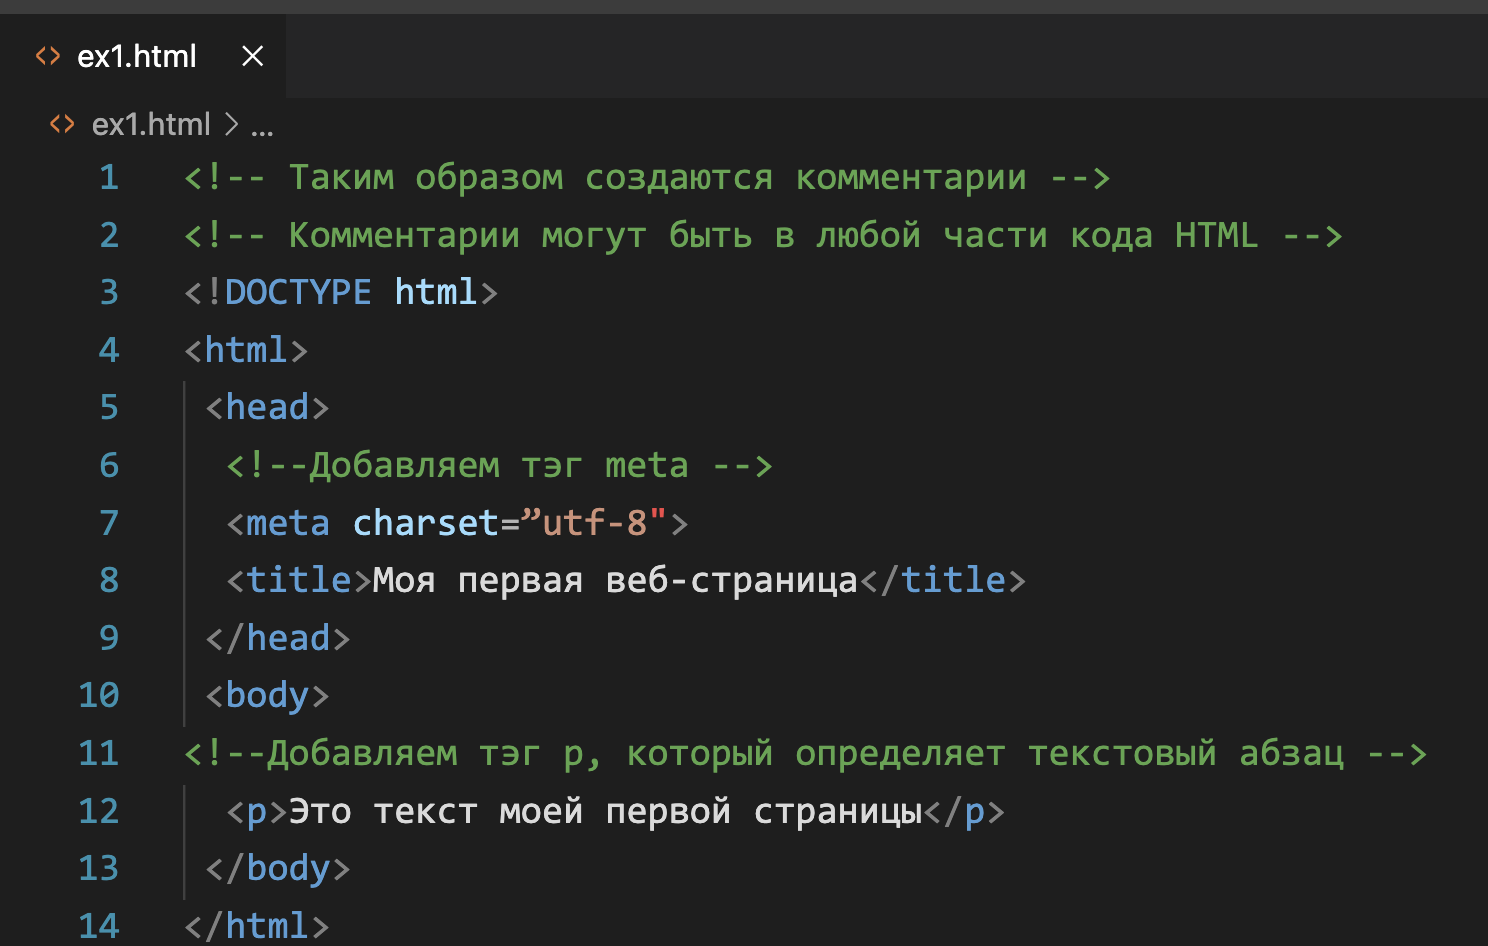 ex1.html
ex1.html > ...
1 <!-- Таким образом создаются комментарии -->
2 <!-- Комментарии могут быть в любой части кода HTML -->
3 <!DOCTYPE html>
4 <html>
5 <head>
6 <!--Добавляем тэг meta -->
7 <meta charset=”utf-8">
8 <title>Моя первая веб-страница</title>
9 </head>
10 <body>
11 <!--Добавляем тэг p, который определяет текстовый абзац -->
12 <p>Это текст моей первой страницы</p>
13 </body>
14 </html>